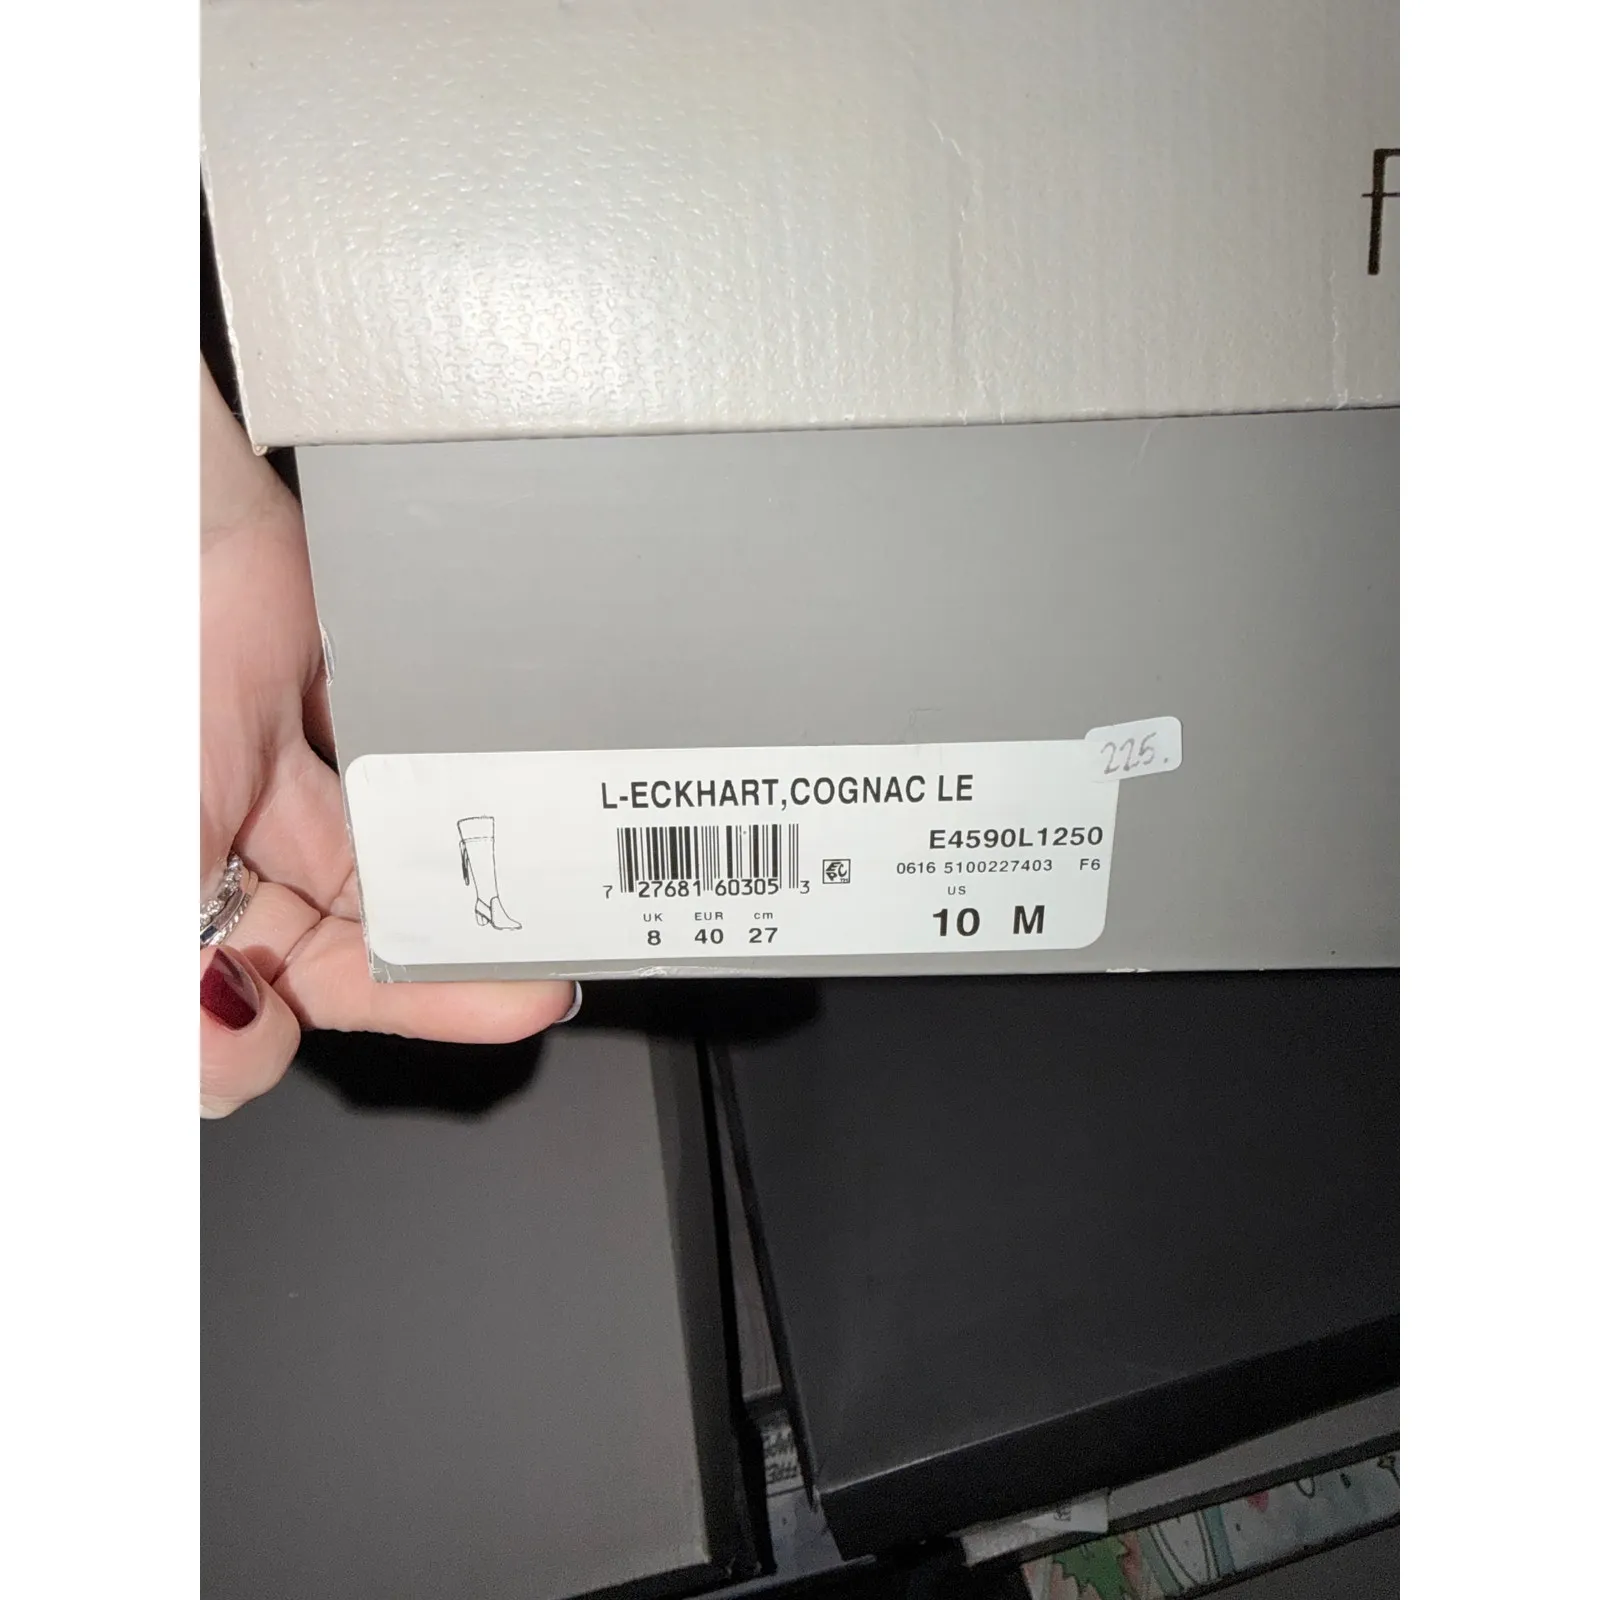 F
225.
L-ECKHART,COGNAC LE
E4590L1250
7 27681 60305 3
0616 5100227403 F6
UK EUR cm
8 40 27
US
10 M